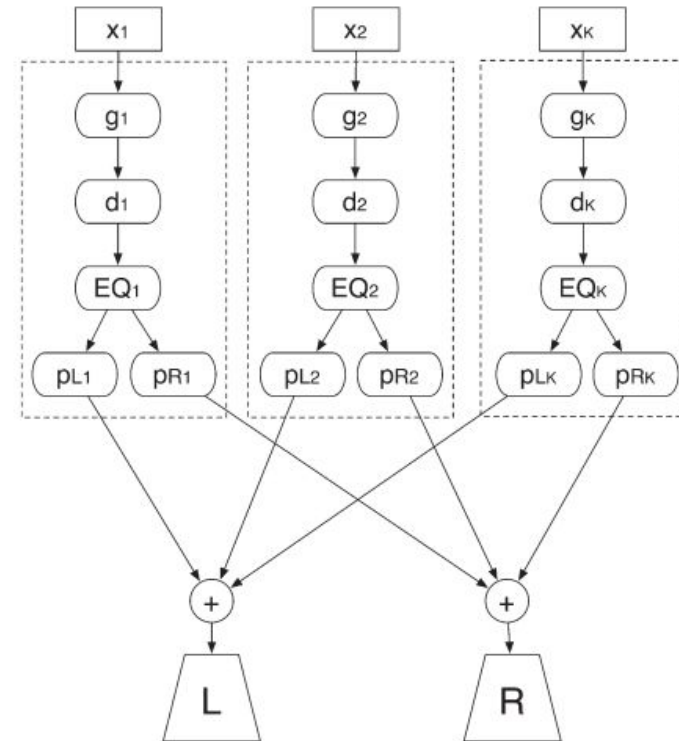 x₁ x₂ xK
g₁ g₂ gK
d₁ d₂ dK
EQ₁ EQ₂ EQK
pL₁ pR₁ pL₂ pR₂ pLK pRK
+ +
L R